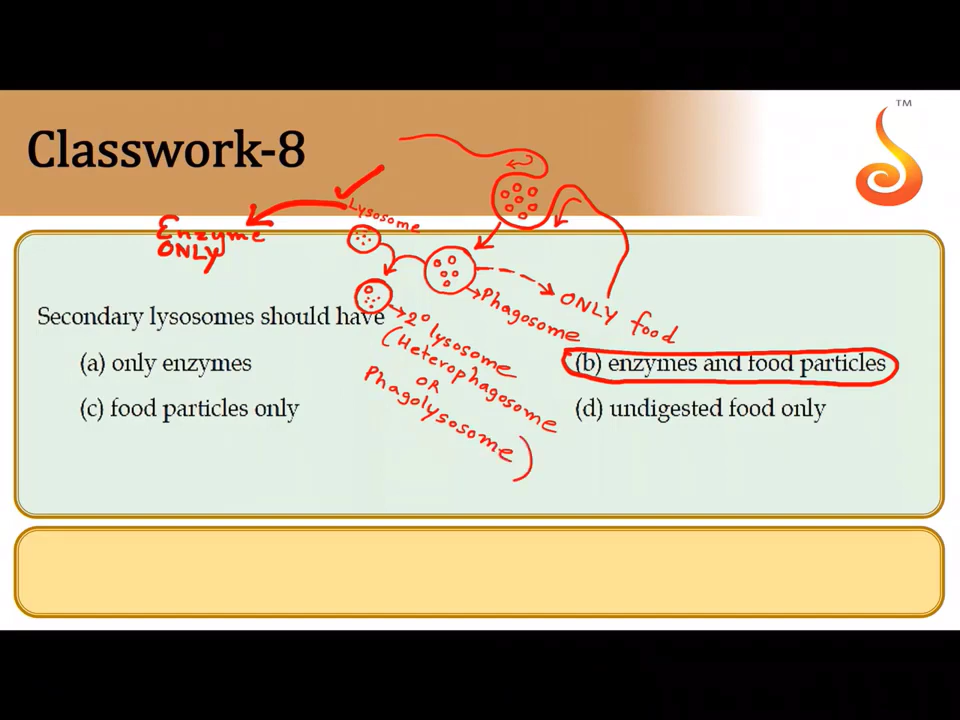 TM
Classwork-8
Lysosome
Enzyme
ONLY
Phagosome
ONLY food
Secondary lysosomes should have
2° lysosome
(Heterophagosome
OR
Phagolysosome)
(a) only enzymes
(b) enzymes and food particles
(c) food particles only
(d) undigested food only